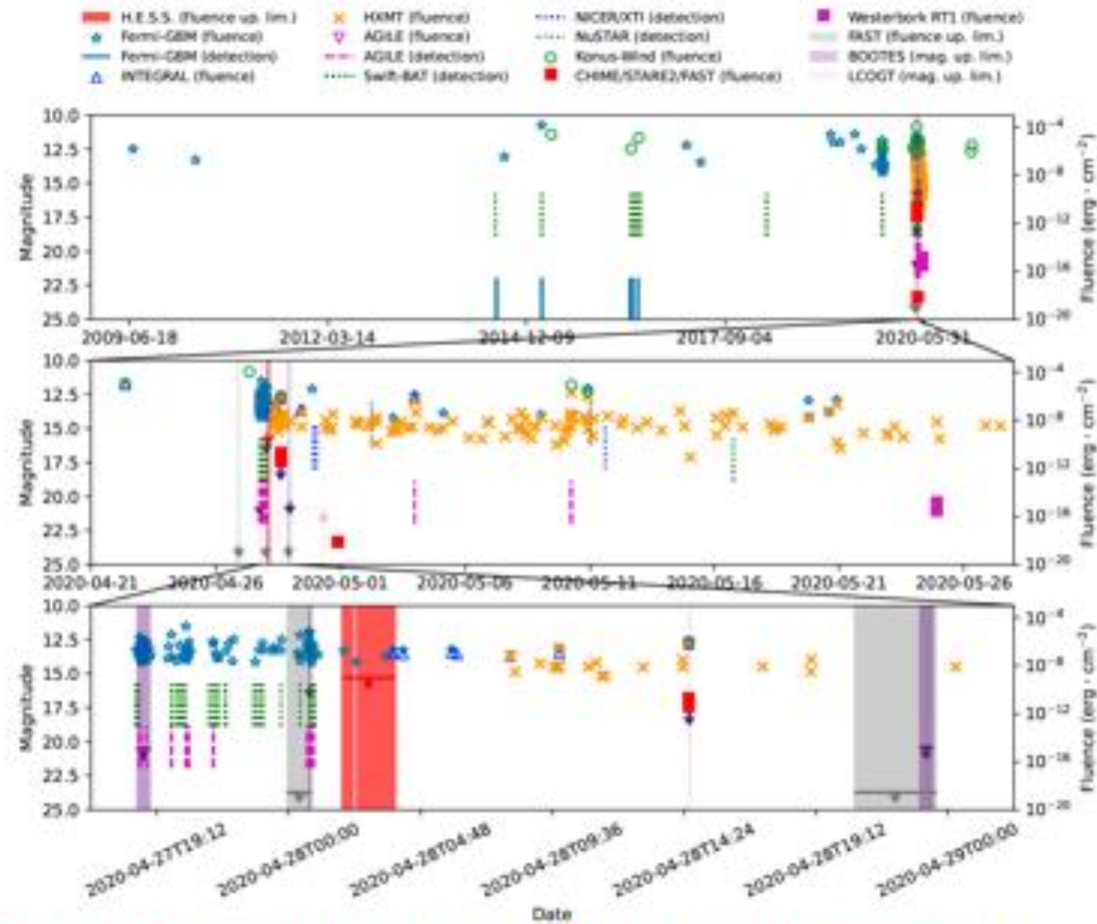 H.E.S.S. (fluence up. lim.) HXMT (fluence) NICER/XTI (detection) Westerbork RT1 (fluence)
Fermi-GBM (fluence) AGILE (fluence) NuSTAR (detection) FAST (fluence up. lim.)
Fermi-GBM (detection) AGILE (detection) Konus-Wind (fluence) BOOTES (mag. up. lim.)
INTEGRAL (fluence) Swift-BAT (detection) CHIME/STARE2/FAST (fluence) LCOGT (mag. up. lim.)
10.0 10⁻⁴
12.5
15.0 10⁻⁸
17.5 10⁻¹²
20.0
22.5 10⁻¹⁶
25.0 10⁻²⁰
Magnitude
Fluence (erg · cm⁻²)
2009-06-18 2012-03-14 2014-12-09 2017-09-04 2020-05-31
10.0 10⁻⁴
12.5
15.0 10⁻⁸
17.5 10⁻¹²
20.0
22.5 10⁻¹⁶
25.0 10⁻²⁰
Magnitude
Fluence (erg · cm⁻²)
2020-04-21 2020-04-26 2020-05-01 2020-05-06 2020-05-11 2020-05-16 2020-05-21 2020-05-26
10.0 10⁻⁴
12.5
15.0 10⁻⁸
17.5 10⁻¹²
20.0
22.5 10⁻¹⁶
25.0 10⁻²⁰
Magnitude
Fluence (erg · cm⁻²)
2020-04-27T19:12 2020-04-28T00:00 2020-04-28T04:48 2020-04-28T09:36 2020-04-28T14:24 2020-04-28T19:12 2020-04-29T00:00
Date